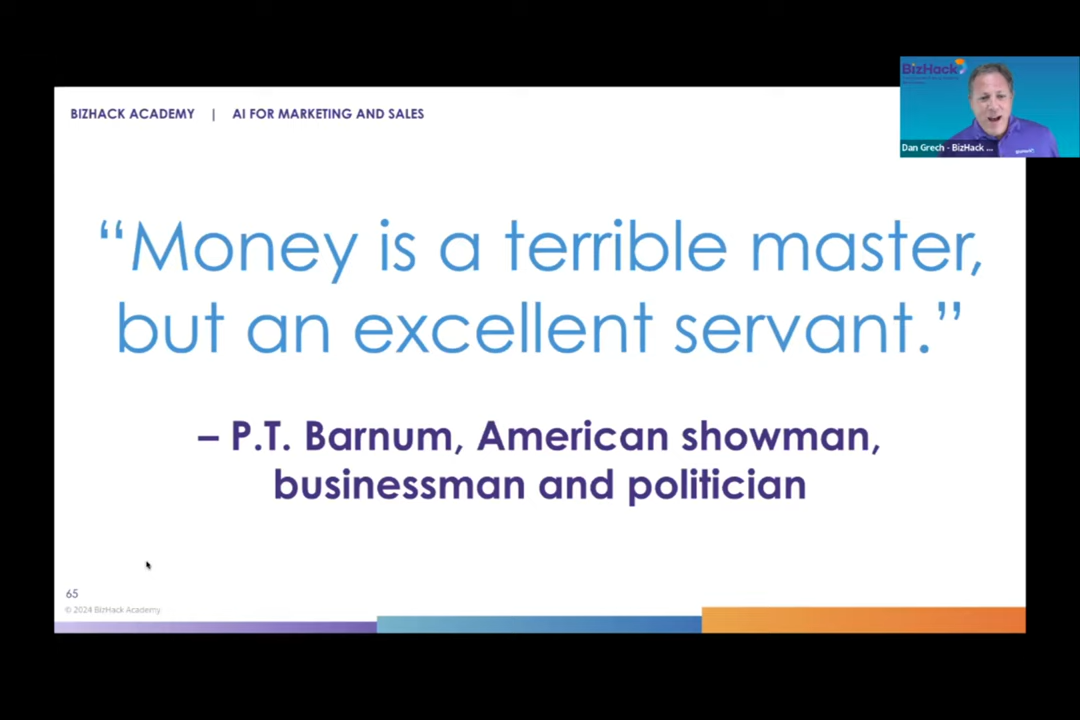 BIZHACK ACADEMY | AI FOR MARKETING AND SALES
BizHack
Dan Grech - BizHack ...
“Money is a terrible master,
but an excellent servant.”
– P.T. Barnum, American showman,
businessman and politician
65
© 2024 BizHack Academy